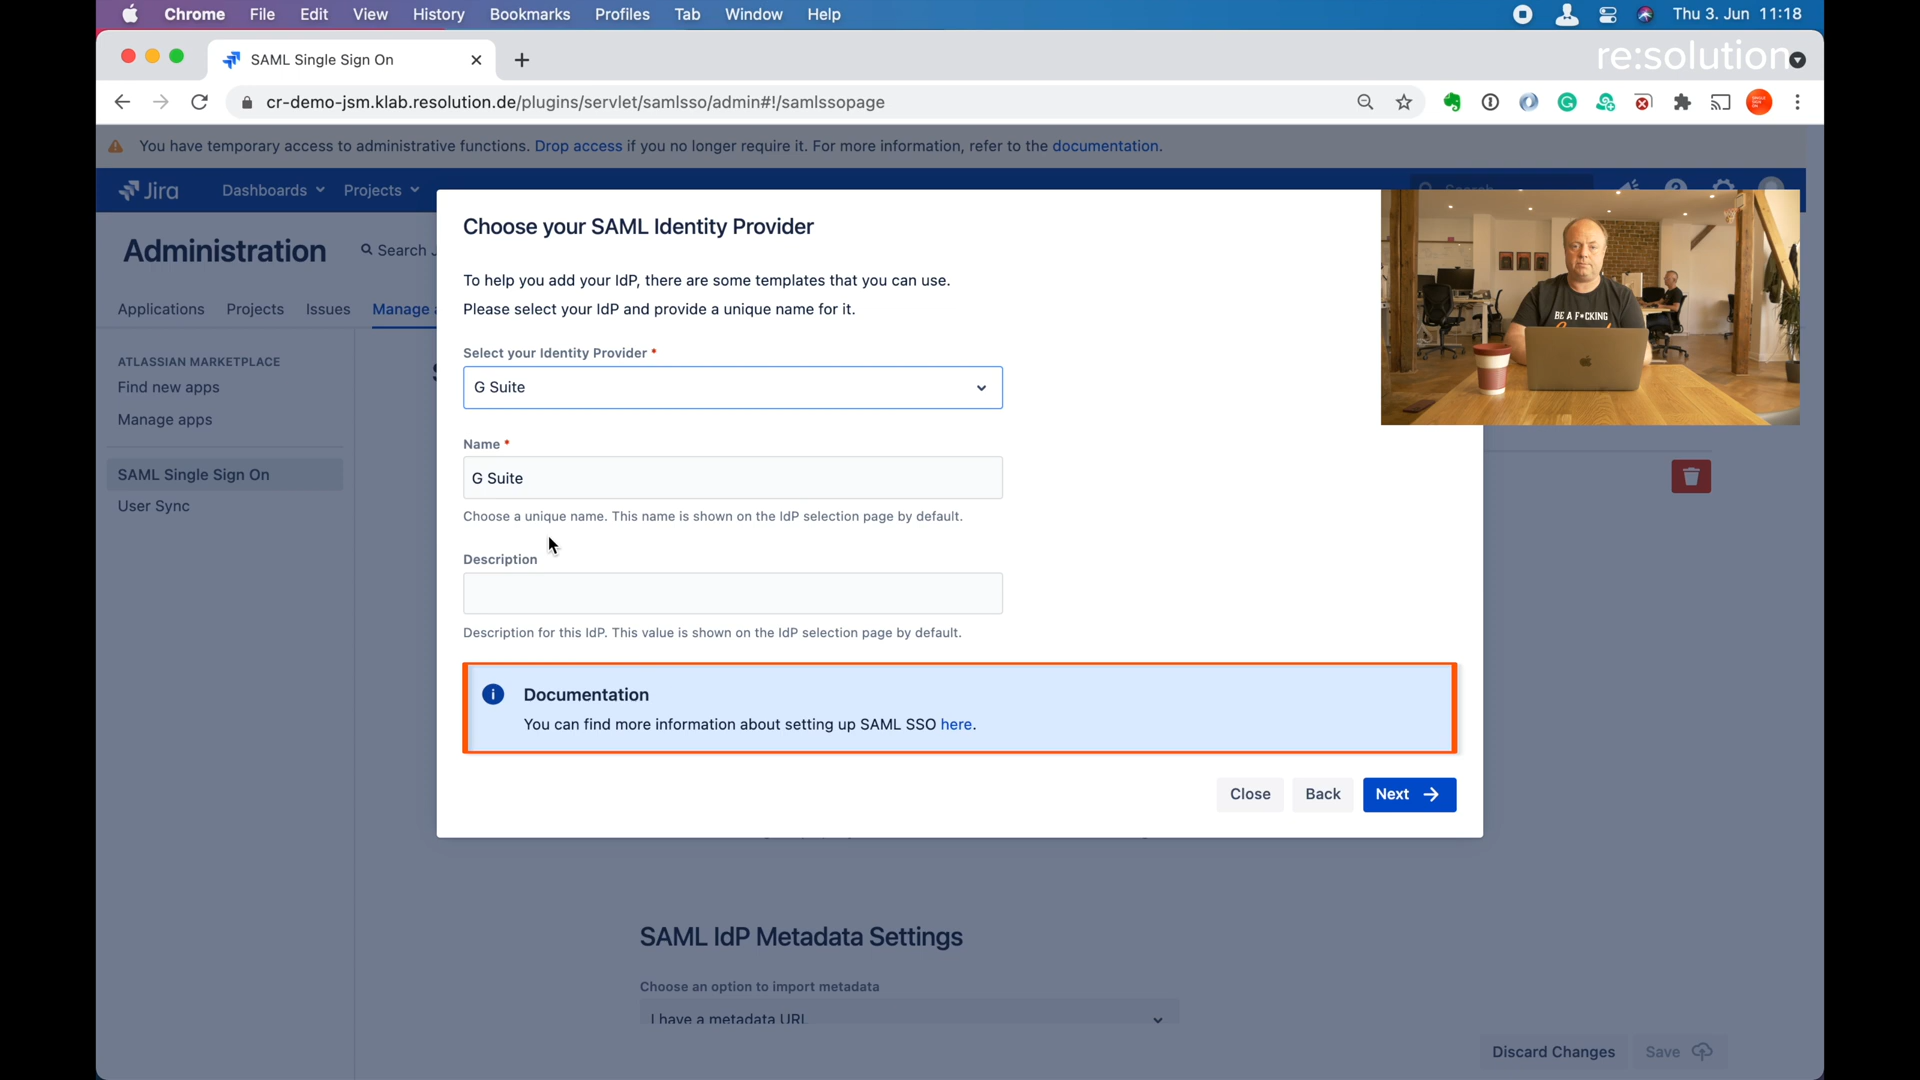 Chrome File Edit View History Bookmarks Profiles Tab Window Help Thu 3. Jun 11:18
SAML Single Sign On
re:solution
cr-demo-jsm.klab.resolution.de/plugins/servlet/samlsso/admin#!/samlssopage
You have temporary access to administrative functions. Drop access if you no longer require it. For more information, refer to the documentation.
Jira Dashboards Projects
Search
Administration
Search
Applications Projects Issues Manage
ATLASSIAN MARKETPLACE
Find new apps
Manage apps
SAML Single Sign On
User Sync
Choose your SAML Identity Provider
To help you add your IdP, there are some templates that you can use.
Please select your IdP and provide a unique name for it.
Select your Identity Provider *
G Suite
Name *
G Suite
Choose a unique name. This name is shown on the IdP selection page by default.
Description
Description for this IdP. This value is shown on the IdP selection page by default.
Documentation
You can find more information about setting up SAML SSO here.
Close Back Next
BE A F*CKING
SAML IdP Metadata Settings
Choose an option to import metadata
I have a metadata URL
Discard Changes Save